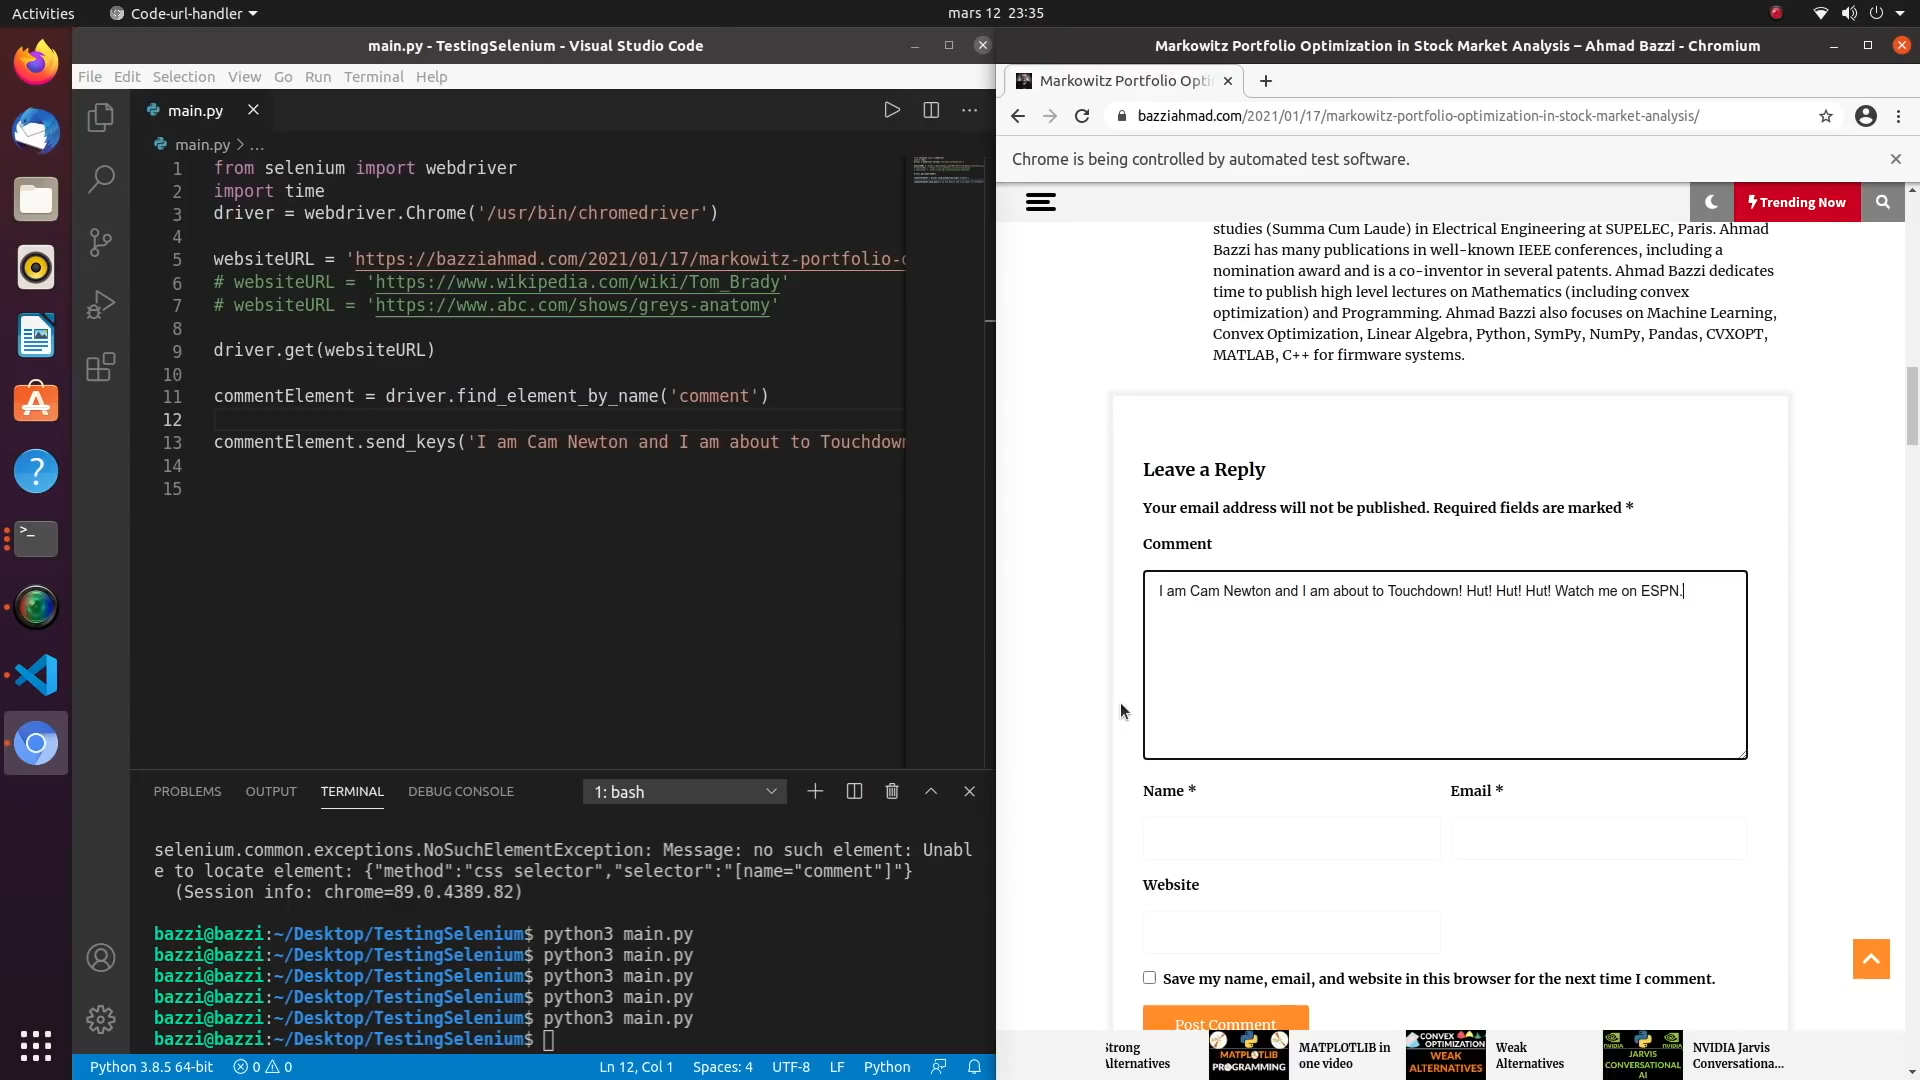 Activities
Code-url-handler
mars 12 23:35
main.py - TestingSelenium - Visual Studio Code
File Edit Selection View Go Run Terminal Help
main.py
main.py > ...
1 from selenium import webdriver
2 import time
3 driver = webdriver.Chrome('/usr/bin/chromedriver')
4
5 websiteURL = 'https://bazziahmad.com/2021/01/17/markowitz-portfolio-
6 # websiteURL = 'https://www.wikipedia.com/wiki/Tom_Brady'
7 # websiteURL = 'https://www.abc.com/shows/greys-anatomy'
8
9 driver.get(websiteURL)
10
11 commentElement = driver.find_element_by_name('comment')
12
13 commentElement.send_keys('I am Cam Newton and I am about to Touchdown
14
15
PROBLEMS OUTPUT TERMINAL DEBUG CONSOLE
1: bash
selenium.common.exceptions.NoSuchElementException: Message: no such element: Unabl
e to locate element: {"method":"css selector","selector":"[name="comment"]"}
(Session info: chrome=89.0.4389.82)
bazzi@bazzi:~/Desktop/TestingSelenium$ python3 main.py
bazzi@bazzi:~/Desktop/TestingSelenium$ python3 main.py
bazzi@bazzi:~/Desktop/TestingSelenium$ python3 main.py
bazzi@bazzi:~/Desktop/TestingSelenium$ python3 main.py
bazzi@bazzi:~/Desktop/TestingSelenium$ python3 main.py
bazzi@bazzi:~/Desktop/TestingSelenium$
Python 3.8.5 64-bit
0 0
Ln 12, Col 1 Spaces: 4 UTF-8 LF Python
Markowitz Portfolio Optimization in Stock Market Analysis – Ahmad Bazzi - Chromium
Markowitz Portfolio Opti
bazziahmad.com/2021/01/17/markowitz-portfolio-optimization-in-stock-market-analysis/
Chrome is being controlled by automated test software.
Trending Now
studies (Summa Cum Laude) in Electrical Engineering at SUPELEC, Paris. Ahmad
Bazzi has many publications in well-known IEEE conferences, including a
nomination award and is a co-inventor in several patents. Ahmad Bazzi dedicates
time to publish high level lectures on Mathematics (including convex
optimization) and Programming. Ahmad Bazzi also focuses on Machine Learning,
Convex Optimization, Linear Algebra, Python, SymPy, NumPy, Pandas, CVXOPT,
MATLAB, C++ for firmware systems.
Leave a Reply
Your email address will not be published. Required fields are marked *
Comment
I am Cam Newton and I am about to Touchdown! Hut! Hut! Hut! Watch me on ESPN.
Name *
Email *
Website
Save my name, email, and website in this browser for the next time I comment.
Post Comment
Strong
Alternatives
MATPLOTLIB
PROGRAMMING
MATPLOTLIB in
one video
CONVEX
OPTIMIZATION
WEAK
ALTERNATIVES
Weak
Alternatives
NVIDIA
NVIDIA
JARVIS
CONVERSATIONAL
AI
NVIDIA Jarvis
Conversationa...